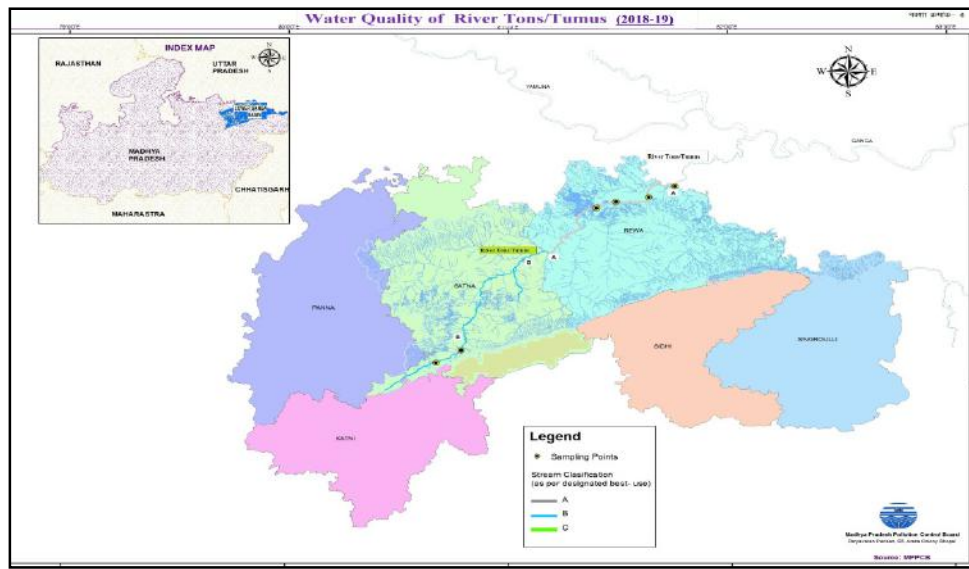 Water Quality of River Tons/Tumus (2018-19)
INDEX MAP
RAJASTHAN
UTTAR
PRADESH
MADHYA
PRADESH
CHHATISGARH
MAHARASTRA
N
W E
S
N
W E
S
YAMUNA
GANGA
River Tons/Tumus
A
REWA
River Tons/Tumus
B
A
SATNA
PANNA
SIDHI
SINGROULLI
KATNI
Legend
Sampling Points
Stream Clasification
(as per designated best- use)
A
B
C
Madhya Pradesh Pollution Control Board
Source: MPPCB